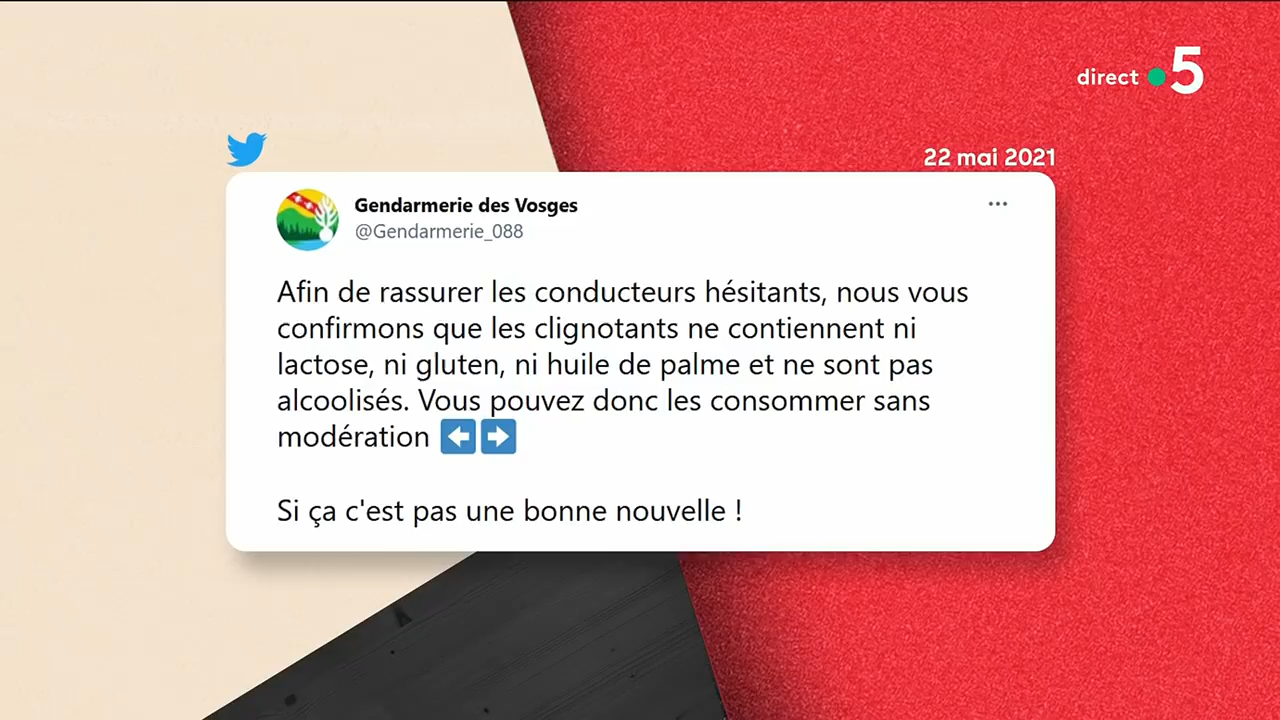 direct 5
22 mai 2021
Gendarmerie des Vosges
@Gendarmerie_088
Afin de rassurer les conducteurs hésitants, nous vous
confirmons que les clignotants ne contiennent ni
lactose, ni gluten, ni huile de palme et ne sont pas
alcoolisés. Vous pouvez donc les consommer sans
modération ⬅️➡️
Si ça c'est pas une bonne nouvelle !